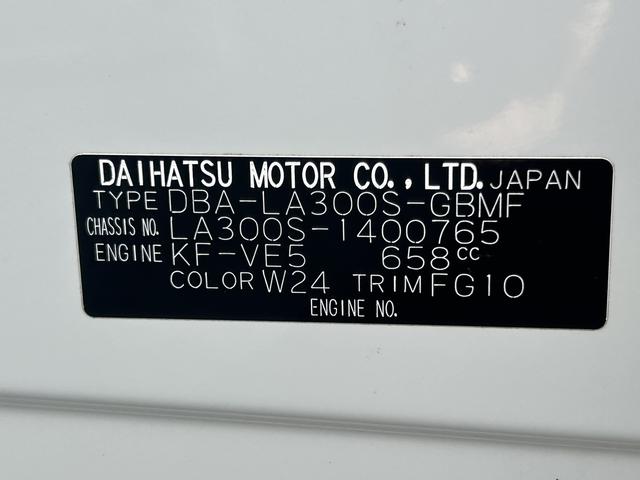 DAIHATSU MOTOR CO., LTD. JAPAN
TYPE DBA-LA300S-GBMF
CHASSIS NO. LA300S-1400765
ENGINE KF-VE5 658cc
COLOR W24 TRIM FG10
ENGINE NO.